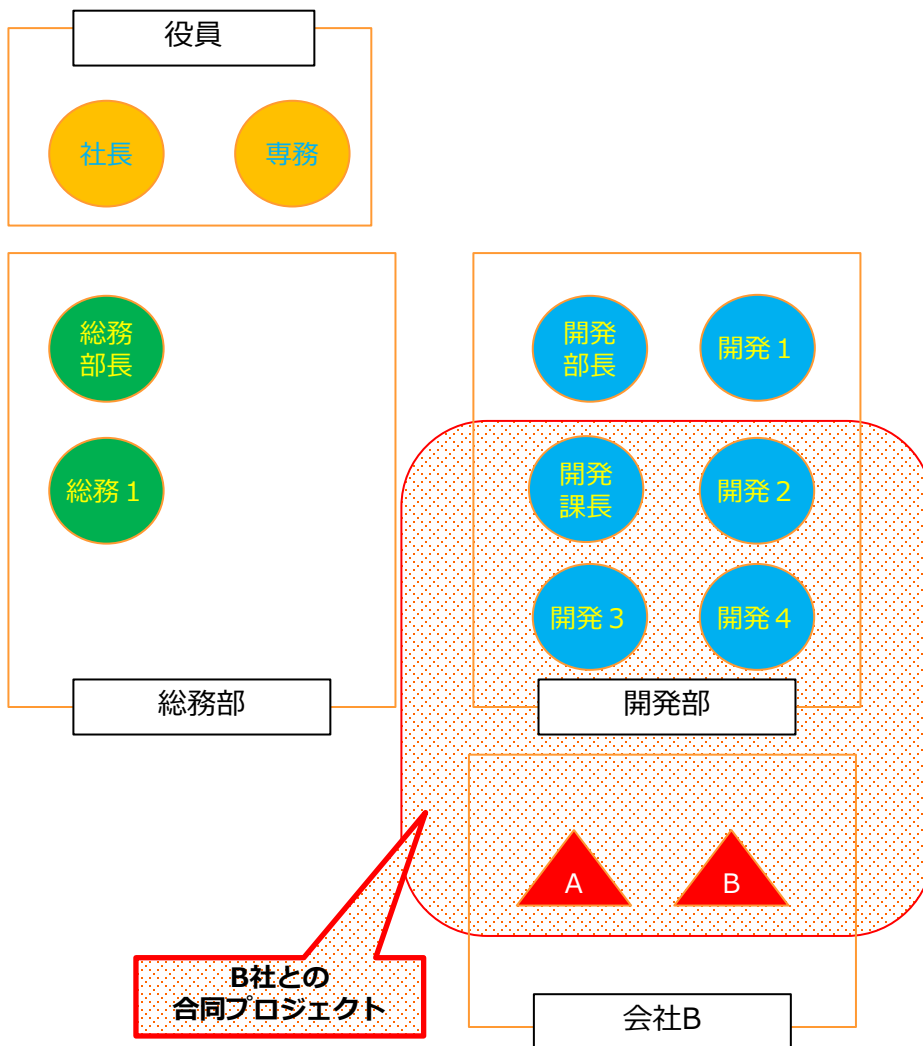 役員
社長
専務
総務
部長
開発
部長
開発１
総務１
開発
課長
開発２
開発３
開発４
総務部
開発部
A
B
B社との
合同プロジェクト
会社B